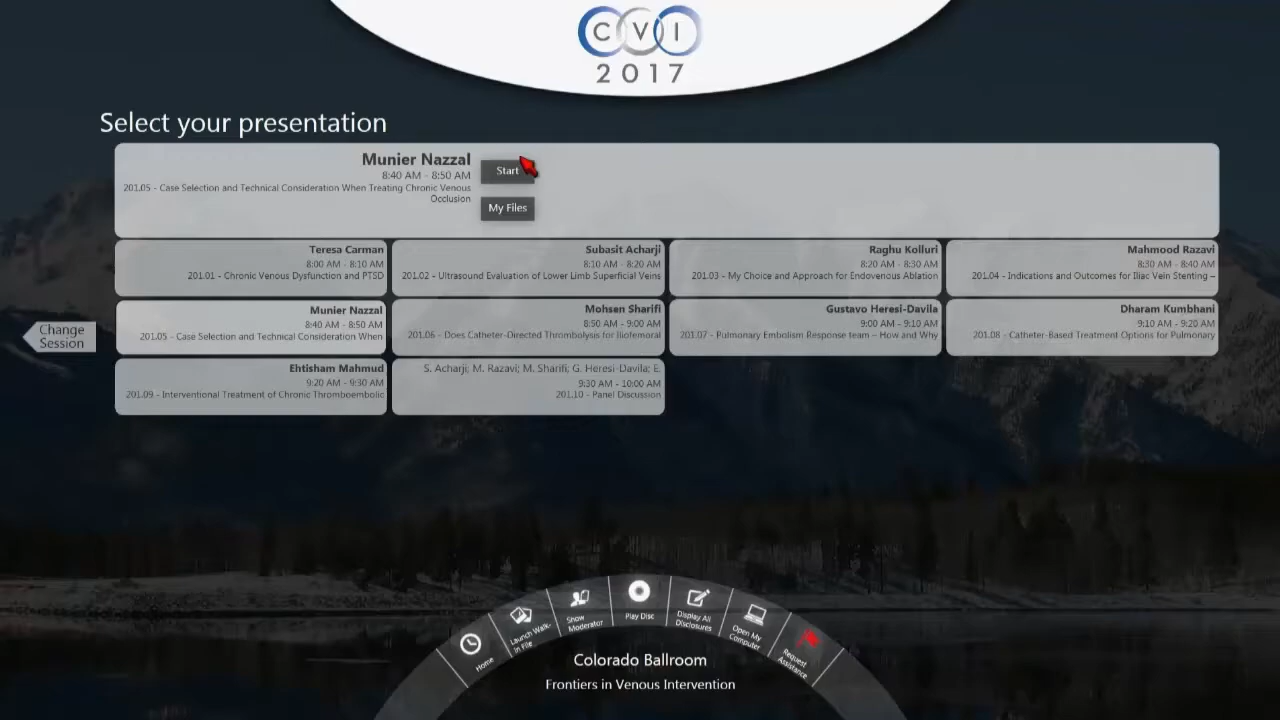 CVI
2017
Select your presentation
Munier Nazzal
8:40 AM - 8:50 AM
201.05 - Case Selection and Technical Consideration When Treating Chronic Venous
Occlusion
Start
My Files
Teresa Carman
8:00 AM - 8:10 AM
201.01 - Chronic Venous Dysfunction and PTSD
Subasit Acharji
8:10 AM - 8:20 AM
201.02 - Ultrasound Evaluation of Lower Limb Superficial Veins
Raghu Kolluri
8:20 AM - 8:30 AM
201.03 - My Choice and Approach for Endovenous Ablation
Mahmood Razavi
8:30 AM - 8:40 AM
201.04 - Indications and Outcomes for Iliac Vein Stenting –
Change
Session
Munier Nazzal
8:40 AM - 8:50 AM
201.05 - Case Selection and Technical Consideration When
Mohsen Sharifi
8:50 AM - 9:00 AM
201.06 - Does Catheter-Directed Thrombolysis for Iliofemoral
Gustavo Heresi-Davila
9:00 AM - 9:10 AM
201.07 - Pulmonary Embolism Response Team – How and Why
Dharam Kumbhani
9:10 AM - 9:20 AM
201.08 - Catheter-Based Treatment Options for Pulmonary
Ehtisham Mahmud
9:20 AM - 9:30 AM
201.09 - Interventional Treatment of Chronic Thromboembolic
S. Acharji; M. Razavi; M. Sharifi; G. Heresi-Davila; E.
9:30 AM - 10:00 AM
201.10 - Panel Discussion
Home
Launch Walk-
in File
Show
Moderator
Play Disc
Display All
Disclosures
Open My
Computer
Request
Assistance
Colorado Ballroom
Frontiers in Venous Intervention